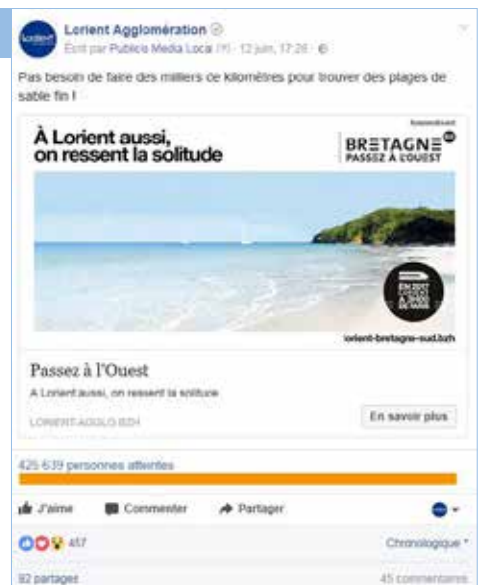 Lorient Agglomération
Écrit par Publicis Media Local [?] · 12 juin, 17:26 ·
Pas besoin de faire des milliers de kilomètres pour trouver des plages de
sable fin !
À Lorient aussi,
on ressent la solitude
BRETAGNE
PASSEZ À L'OUEST
EN 2017
lorient-bretagne-sud.bzh
Passez à l'Ouest
A Lorient aussi, on ressent la solitude
LORIENT-AGGLO.BZH
En savoir plus
425 639 personnes atteintes
J'aime
Commenter
Partager
457
Chronologique
92 partages
45 commentaires